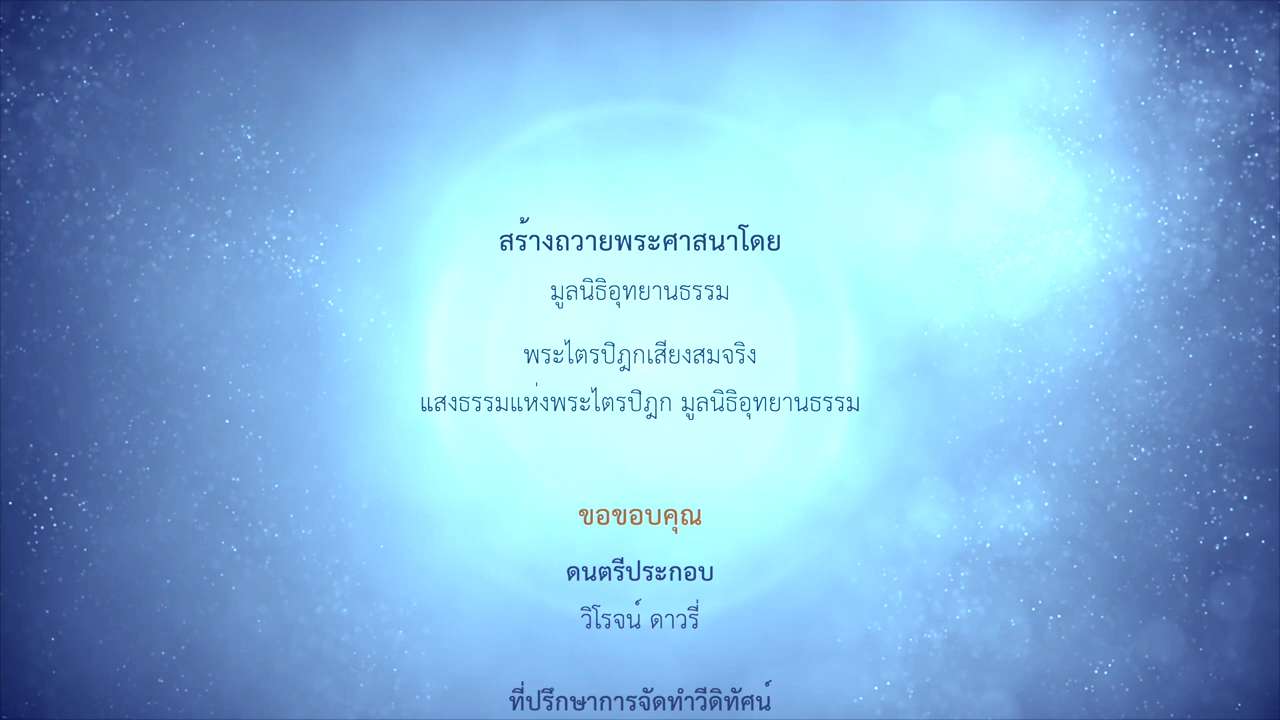 สร้างถวายพระศาสนาโดย
มูลนิธิอุทยานธรรม
พระไตรปิฎกเสียงสมจริง
แสงธรรมแห่งพระไตรปิฎก มูลนิธิอุทยานธรรม
ขอขอบคุณ
ดนตรีประกอบ
วิโรจน์ ดาวรี่
ที่ปรึกษาการจัดทำวีดิทัศน์